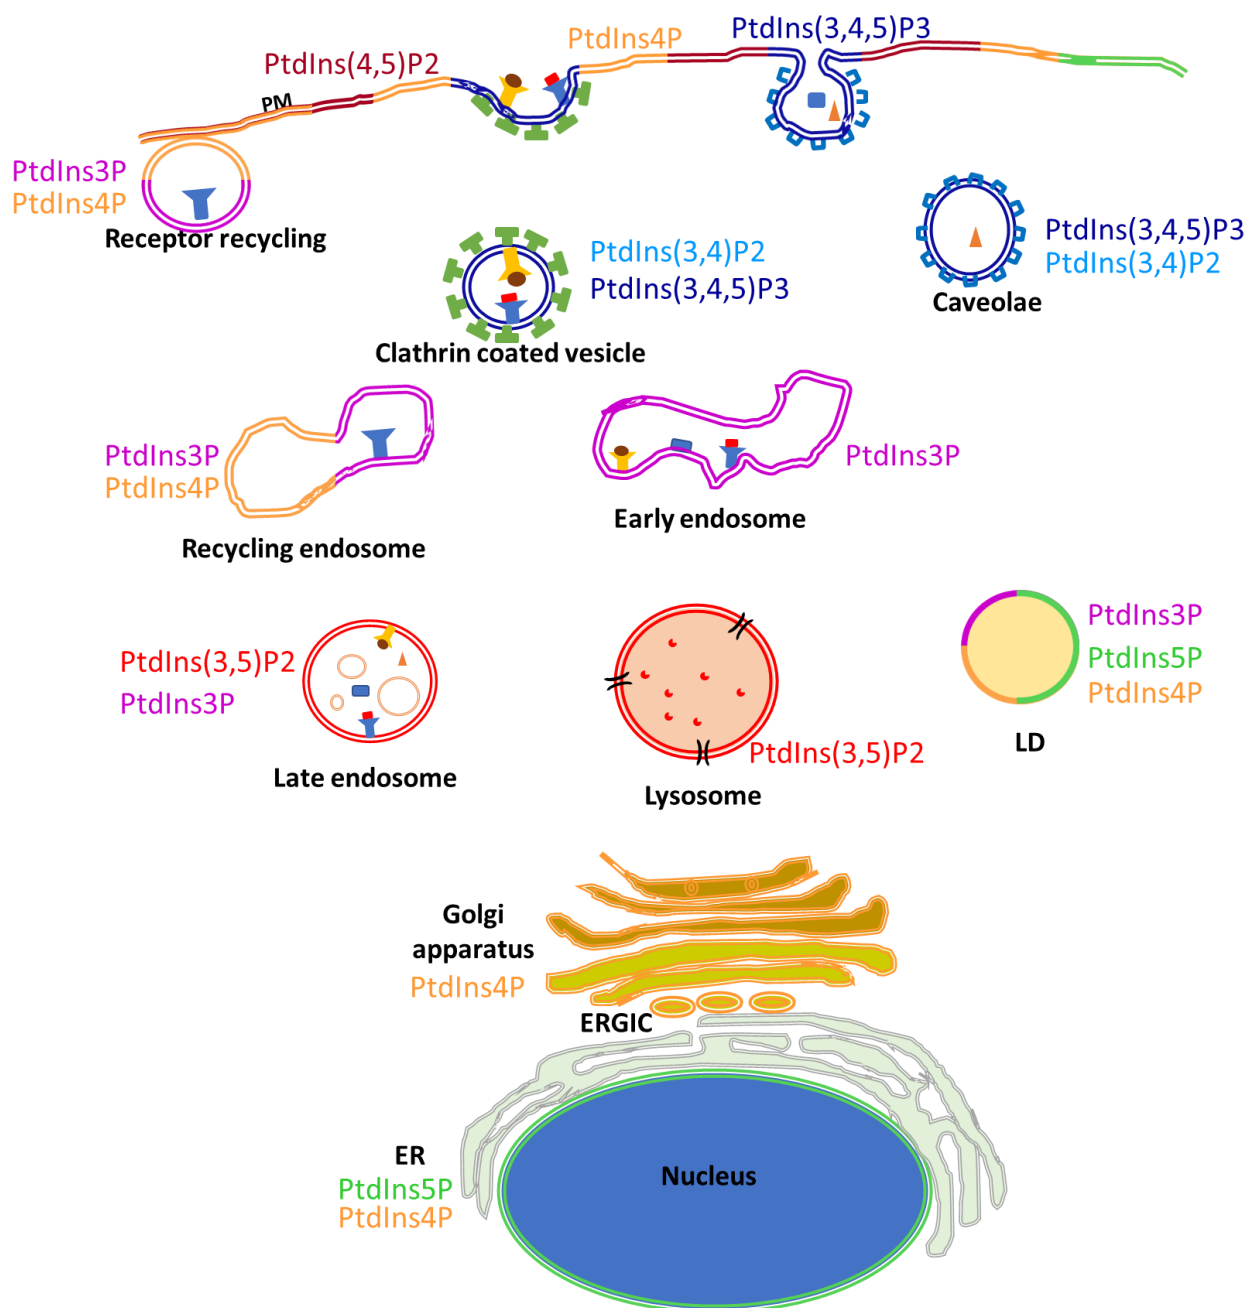 PtdIns(3,4,5)P3
PtdIns4P
PtdIns(4,5)P2
PM
PtdIns3P
PtdIns4P
Receptor recycling
PtdIns(3,4)P2
PtdIns(3,4,5)P3
Clathrin coated vesicle
PtdIns(3,4,5)P3
PtdIns(3,4)P2
Caveolae
PtdIns3P
PtdIns4P
Recycling endosome
PtdIns3P
Early endosome
PtdIns(3,5)P2
PtdIns3P
Late endosome
PtdIns(3,5)P2
Lysosome
PtdIns3P
PtdIns5P
PtdIns4P
LD
Golgi
apparatus
PtdIns4P
ERGIC
ER
PtdIns5P
PtdIns4P
Nucleus